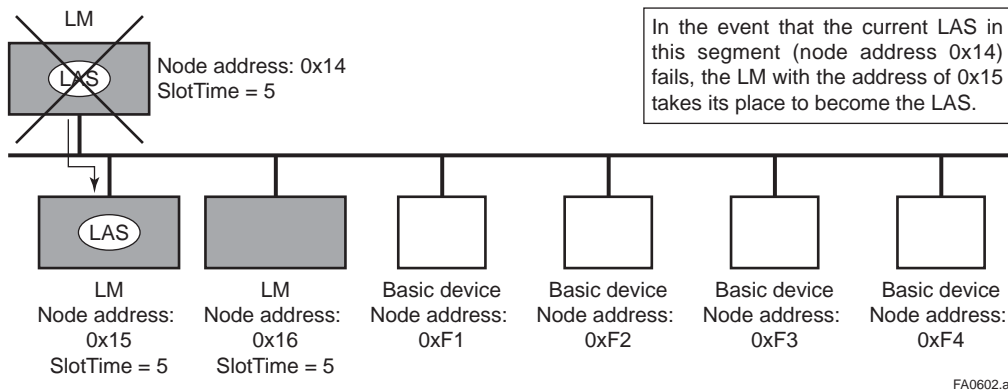 LM
LAS
Node address: 0x14
SlotTime = 5
In the event that the current LAS in
this segment (node address 0x14)
fails, the LM with the address of 0x15
takes its place to become the LAS.
LAS
LM
Node address:
0x15
SlotTime = 5
LM
Node address:
0x16
SlotTime = 5
Basic device
Node address:
0xF1
Basic device
Node address:
0xF2
Basic device
Node address:
0xF3
Basic device
Node address:
0xF4